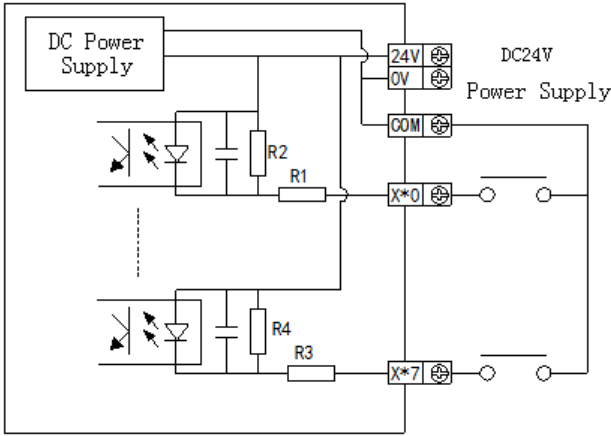 DC Power
Supply
24V
0V
DC24V
Power Supply
COM
R2
R1
X*0
R4
R3
X*7